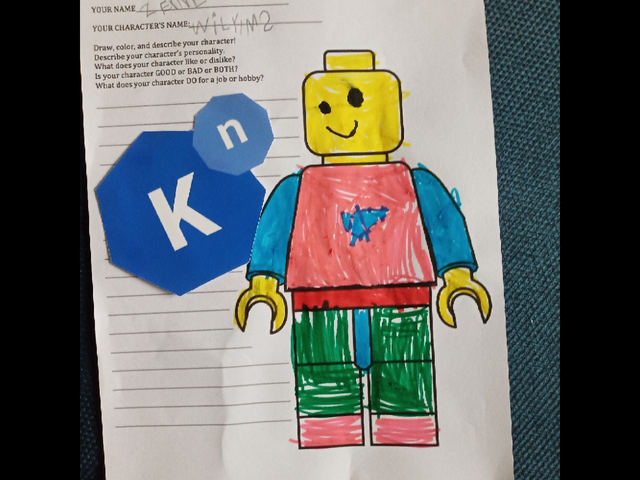 YOUR NAME
YOUR CHARACTER'S NAME:
Draw, color, and describe your character!
Describe your character's personality.
What does your character like or dislike?
Is your character GOOD or BAD or BOTH?
What does your character DO for a job or hobby?
n
K